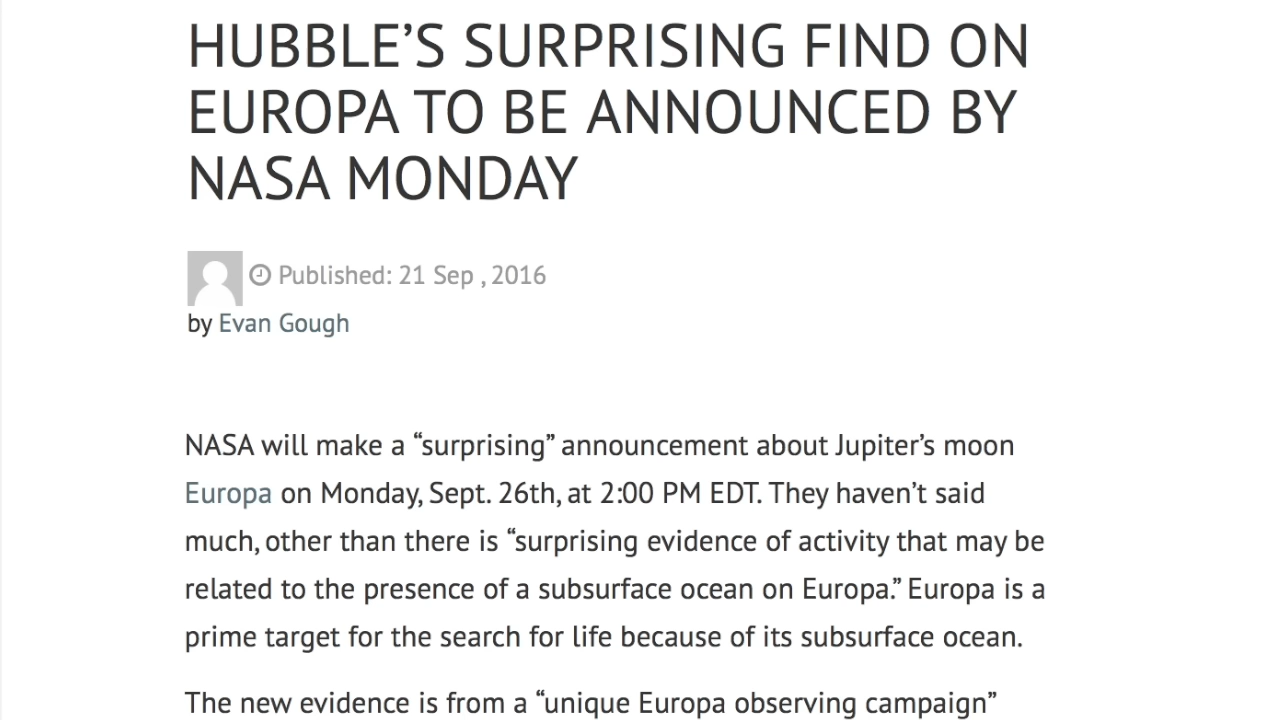 HUBBLE’S SURPRISING FIND ON
EUROPA TO BE ANNOUNCED BY
NASA MONDAY
Published: 21 Sep , 2016
by Evan Gough
NASA will make a “surprising” announcement about Jupiter’s moon
Europa on Monday, Sept. 26th, at 2:00 PM EDT. They haven’t said
much, other than there is “surprising evidence of activity that may be
related to the presence of a subsurface ocean on Europa.” Europa is a
prime target for the search for life because of its subsurface ocean.
The new evidence is from a “unique Europa observing campaign”